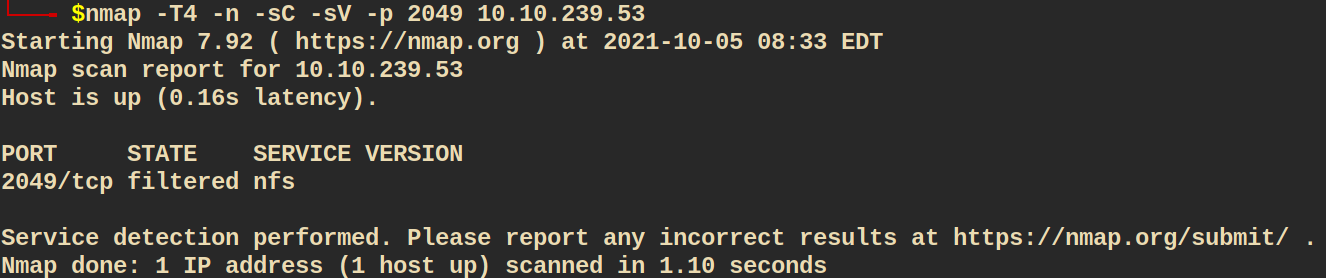 $nmap -T4 -n -sC -sV -p 2049 10.10.239.53
Starting Nmap 7.92 ( https://nmap.org ) at 2021-10-05 08:33 EDT
Nmap scan report for 10.10.239.53
Host is up (0.16s latency).
PORT     STATE    SERVICE VERSION
2049/tcp filtered nfs
Service detection performed. Please report any incorrect results at https://nmap.org/submit/ .
Nmap done: 1 IP address (1 host up) scanned in 1.10 seconds